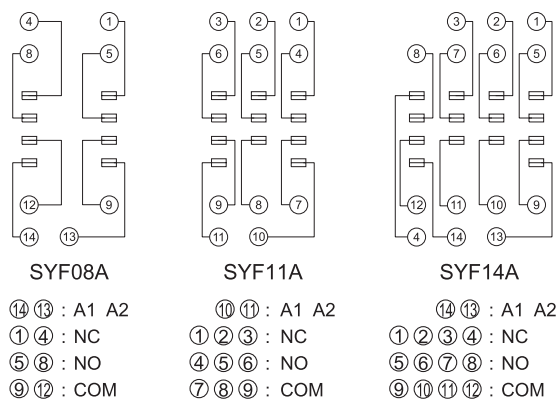 ④ ① ③ ② ① ③ ② ①
⑧ ⑤ ⑥ ⑤ ④ ⑧ ⑦ ⑥ ⑤
⑫ ⑨ ⑨ ⑧ ⑦ ⑫ ⑪ ⑩ ⑨
⑭ ⑬ ⑪ ⑩ ④ ⑭ ⑬
SYF08A SYF11A SYF14A
⑭ ⑬ : A1 A2 ⑩ ⑪ : A1 A2 ⑭ ⑬ : A1 A2
① ④ : NC ① ② ③ : NC ① ② ③ ④ : NC
⑤ ⑧ : NO ④ ⑤ ⑥ : NO ⑤ ⑥ ⑦ ⑧ : NO
⑨ ⑫ : COM ⑦ ⑧ ⑨ : COM ⑨ ⑩ ⑪ ⑫ : COM